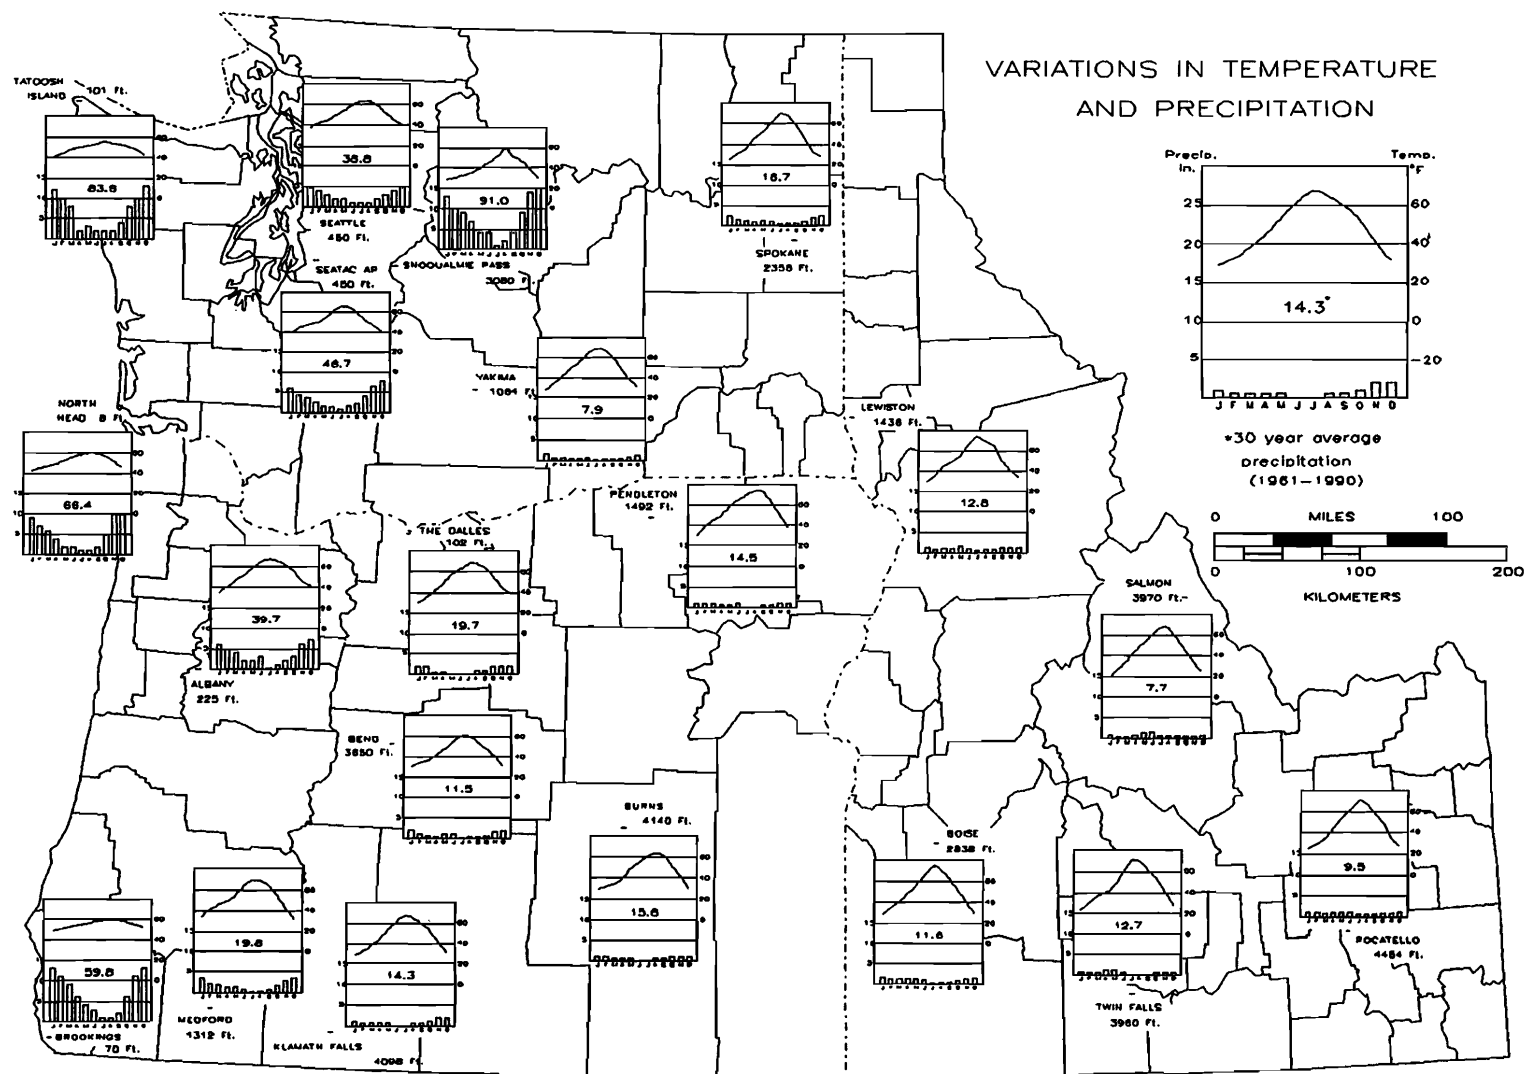 VARIATIONS IN TEMPERATURE
AND PRECIPITATION
Precip.
In.
Temp.
°F
25
60
20
40
15
20
14.3*
10
0
5
-20
J F M A M J J A S O N D
*30 year average
precipitation
(1961-1990)
0 MILES 100
0 100 200
KILOMETERS
TATOOSH
ISLAND 101 Ft.
83.6
38.8
SEATTLE
450 Ft.
91.0
SNOQUALMIE PASS
SEATAC AP
450 Ft.
46.7
16.7
SPOKANE
2356 Ft.
YAKIMA
1064 Ft.
7.9
NORTH
HEAD 8 Ft.
66.4
LEWISTON
1436 Ft.
12.8
PENDLETON
1492 Ft.
14.5
THE DALLES
102 Ft.
19.7
39.7
ALBANY
225 Ft.
SALMON
3970 Ft.
7.7
BEND
3650 Ft.
11.5
BURNS
4140 Ft.
15.6
BOISE
2838 Ft.
11.6
12.7
TWIN FALLS
3960 Ft.
9.5
POCATELLO
4454 Ft.
59.8
BROOKINGS
70 Ft.
19.8
MEDFORD
1312 Ft.
14.3
KLAMATH FALLS
4098 Ft.